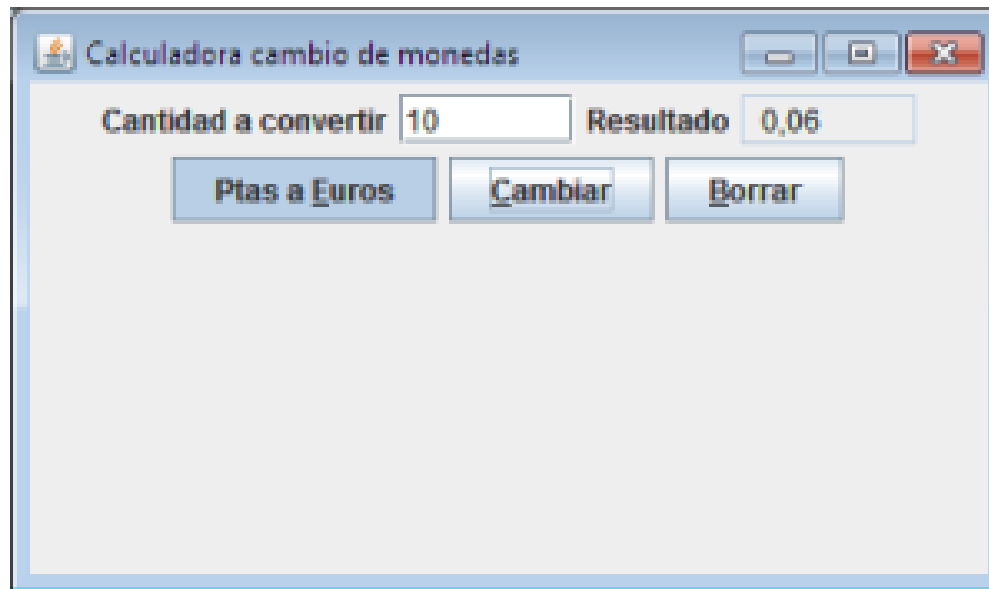 Calculadora cambio de monedas
Cantidad a convertir 10 Resultado 0,06
Ptas a Euros Cambiar Borrar